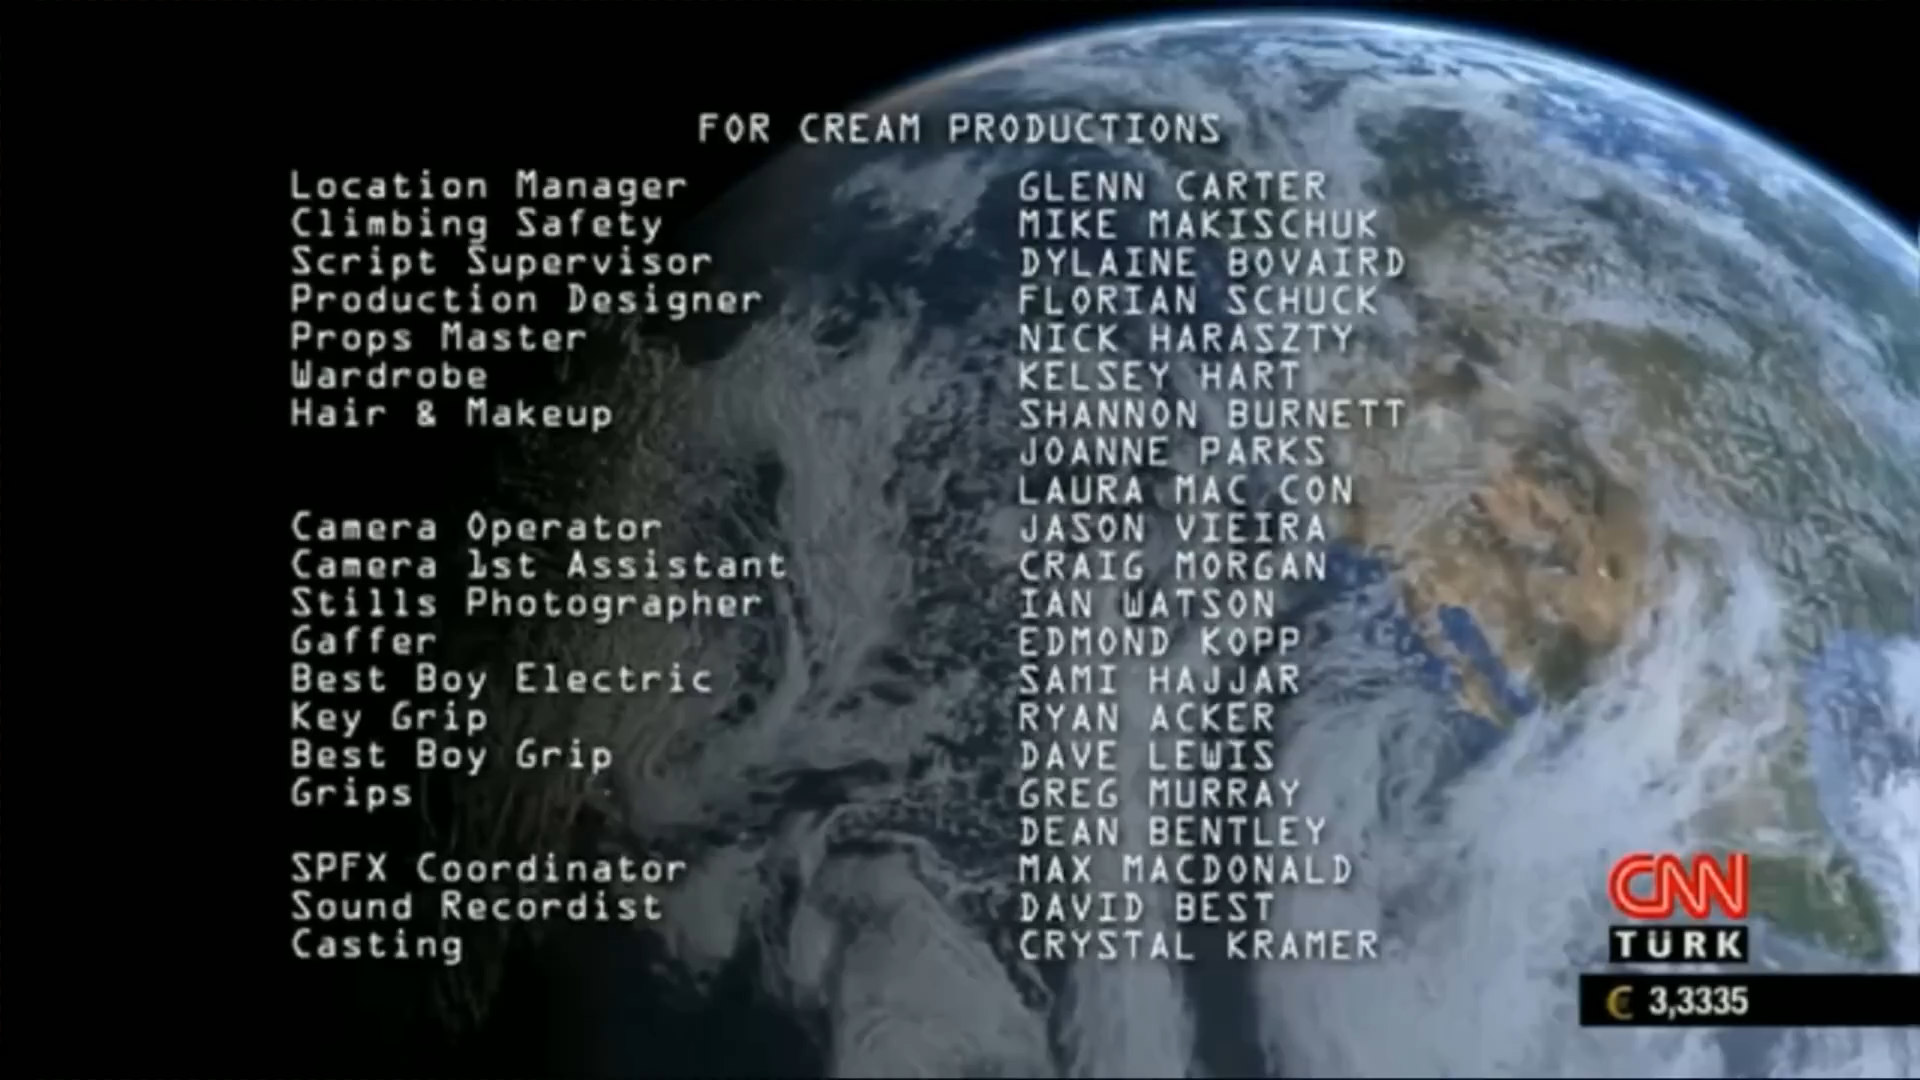 FOR CREAM PRODUCTIONS
Location Manager GLENN CARTER
Climbing Safety MIKE MAKISCHUK
Script Supervisor DYLAINE BOVAIRD
Production Designer FLORIAN SCHUCK
Props Master NICK HARASZTY
Wardrobe KELSEY HART
Hair & Makeup SHANNON BURNETT
JOANNE PARKS
LAURA MAC CON
Camera Operator JASON VIEIRA
Camera 1st Assistant CRAIG MORGAN
Stills Photographer IAN WATSON
Gaffer EDMOND KOPP
Best Boy Electric SAMI HAJJAR
Key Grip RYAN ACKER
Best Boy Grip DAVE LEWIS
Grips GREG MURRAY
DEAN BENTLEY
SPFX Coordinator MAX MACDONALD
Sound Recordist DAVID BEST
Casting CRYSTAL KRAMER
CNN
TÜRK
€ 3,3335